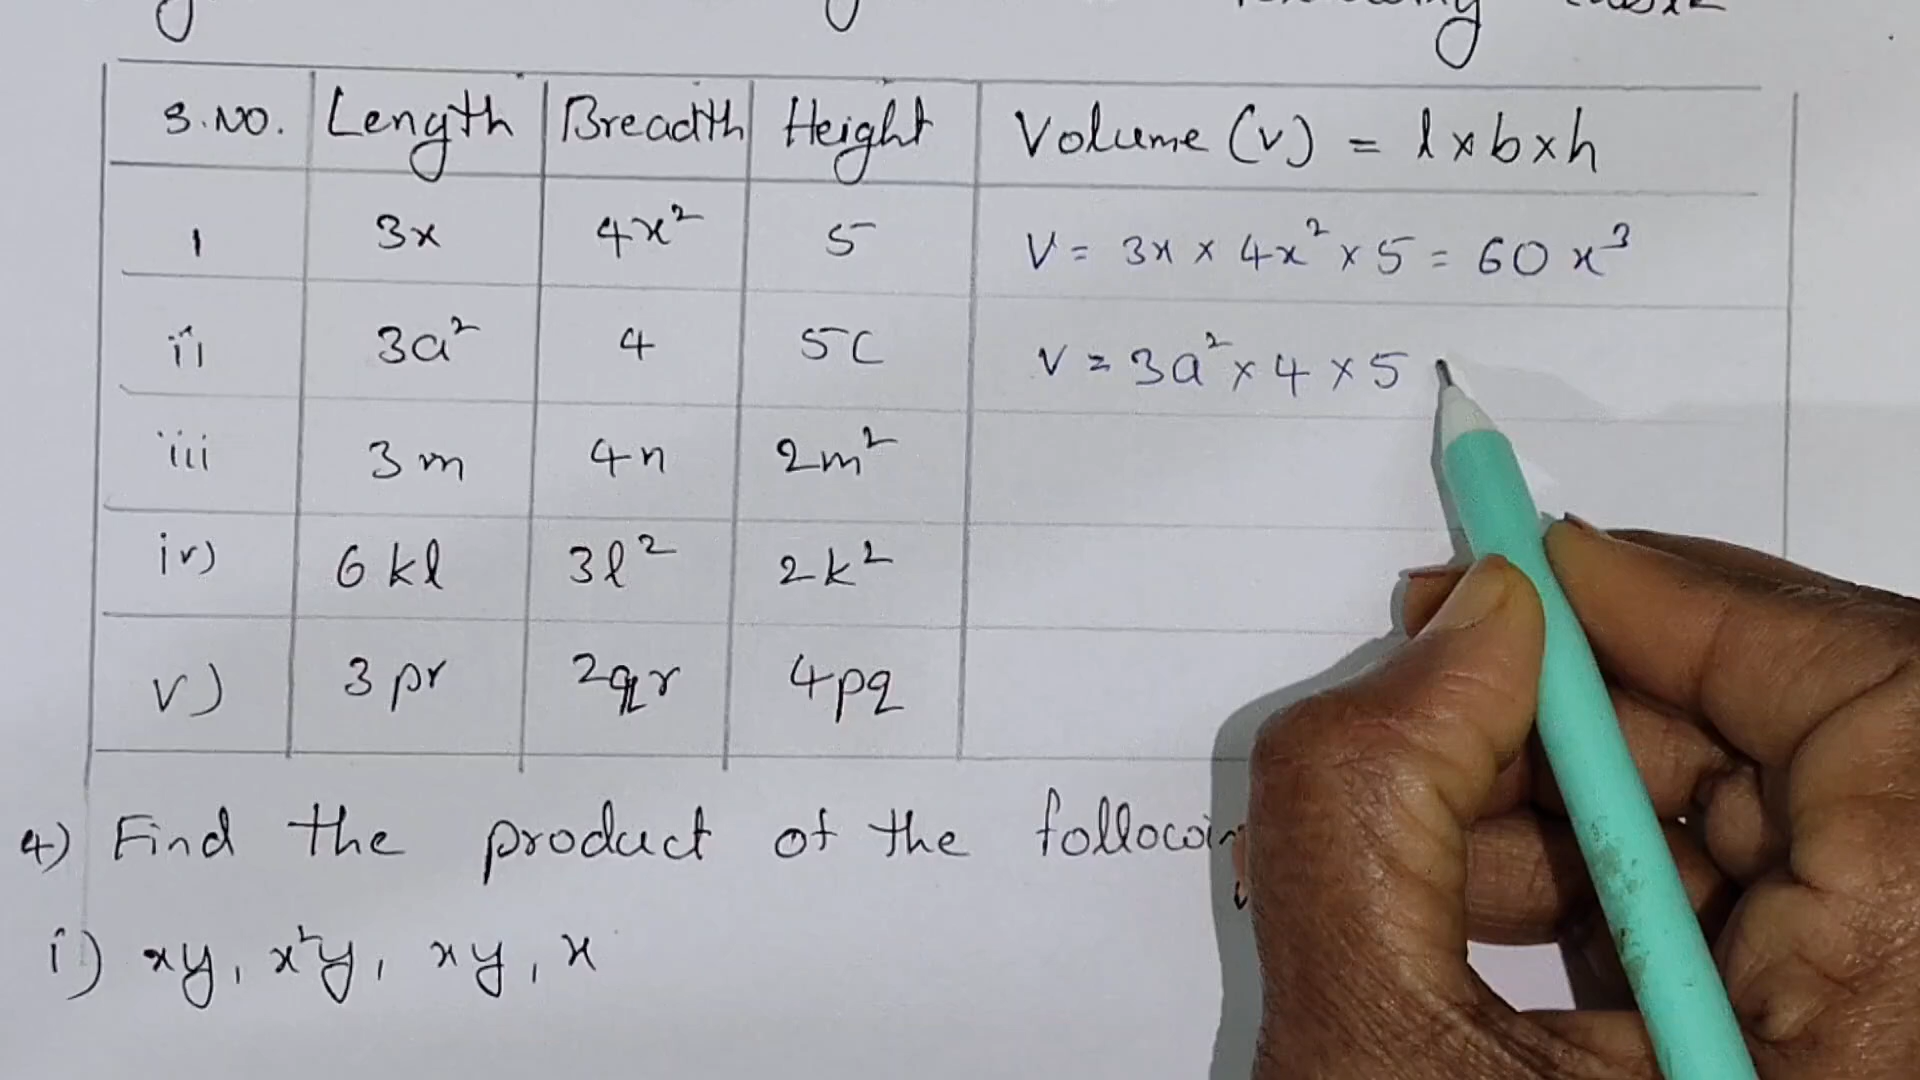 S.NO. Length Breadth Height Volume (v) = l×b×h
1 3x 4x² 5 V = 3x × 4x² × 5 = 60 x³
ii 3a² 4 5C V = 3a² × 4 × 5
iii 3m 4n 2m²
iv) 6kl 3l² 2k²
v) 3pr 2qr 4pq
4) Find the product of the
i) xy, x²y, xy, x